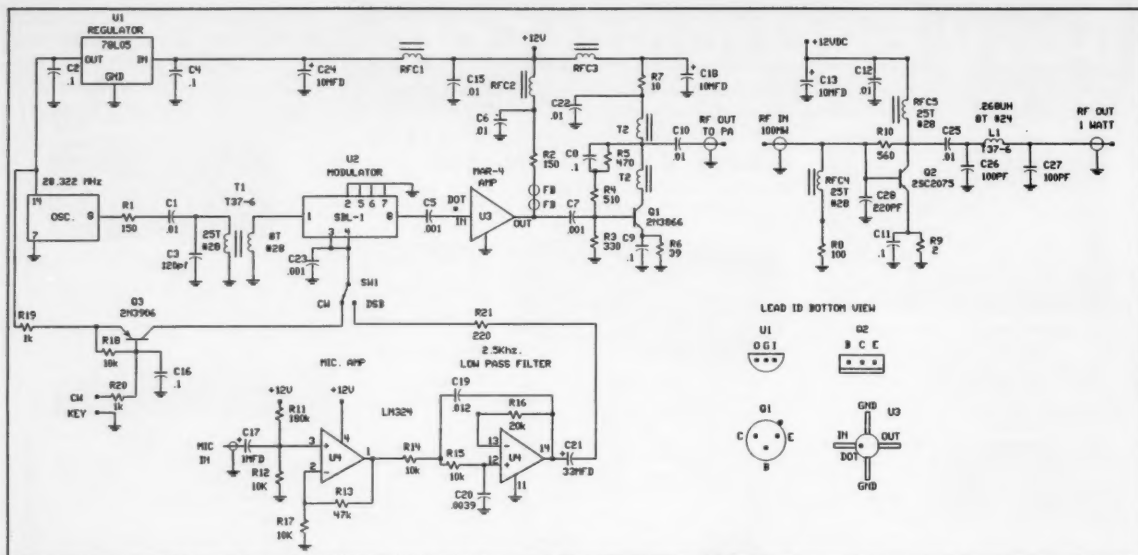 U1
REGULATOR
78L05
OUT IN
GND
C2
.1
C4
.1
C24
10MFD
RFC1
C15
.01
+12V
RFC2
RFC3
C6
.01
R2
150
FB
FB
C22
.01
R7
10
C18
10MFD
T2
C8
.1
R5
470
T2
C10
.01
RF OUT
TO PA
R4
510
R3
330
Q1
2N3866
C9
.1
R6
39
28.322 MHz
14
OSC.
8
7
R1
150
C1
.01
C3
120pf
T1
T37-6
25T
#28
8T
#28
U2
MODULATOR
2 5 6 7
1
SBL-1
8
3 4
C23
.001
C5
.001
DOT
IN
MAR-4
AMP
U3
OUT
C7
.001
SW1
CW
DSB
R21
220
R19
1k
Q3
2N3906
R18
10k
C16
.1
R20
1k
CW
KEY
MIC. AMP
2.5Khz.
LOW PASS FILTER
+12V
+12V
LM324
R11
180k
C17
1MFD
MIC
IN
R12
10K
3
2
4
1
U4
R13
47k
R17
10K
R14
10k
C19
.012
R15
10k
R16
20k
C20
.0039
13
12
14
11
U4
C21
33MFD
+12VDC
C13
10MFD
C12
.01
RFC5
25T
#28
RF IN
100MW
R10
560
RFC4
25T
#28
C28
220PF
R8
100
Q2
2SC2075
C11
.1
R9
2
C25
.01
.268UH
8T #24
L1
T37-6
RF OUT
1 WATT
C26
100PF
C27
100PF
LEAD ID BOTTOM VIEW
U1
O G I
Q2
B C E
Q1
C E
B
U3
GND
IN OUT
DOT
GND